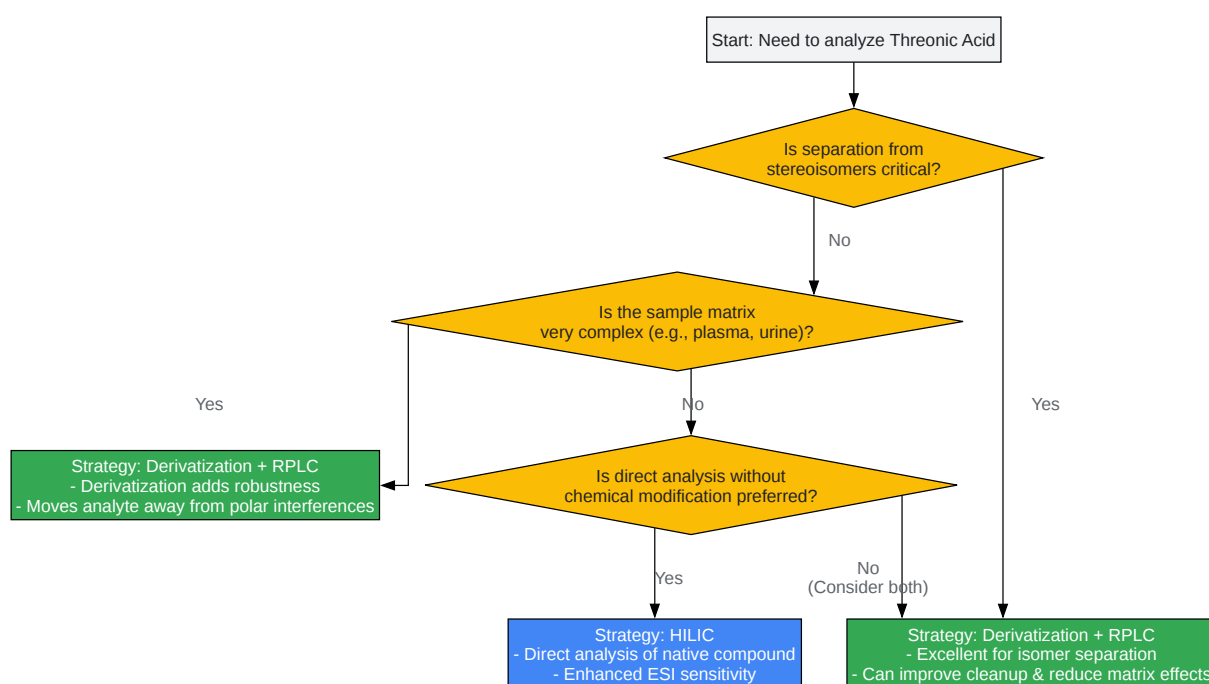 Start: Need to analyze Threonic Acid
Is separation from
stereoisomers critical?
No
Is the sample matrix
very complex (e.g., plasma, urine)?
Yes
No
Yes
Strategy: Derivatization + RPLC
- Derivatization adds robustness
- Moves analyte away from polar interferences
Is direct analysis without
chemical modification preferred?
Yes
No
(Consider both)
Strategy: HILIC
- Direct analysis of native compound
- Enhanced ESI sensitivity
Strategy: Derivatization + RPLC
- Excellent for isomer separation
- Can improve cleanup & reduce matrix effects